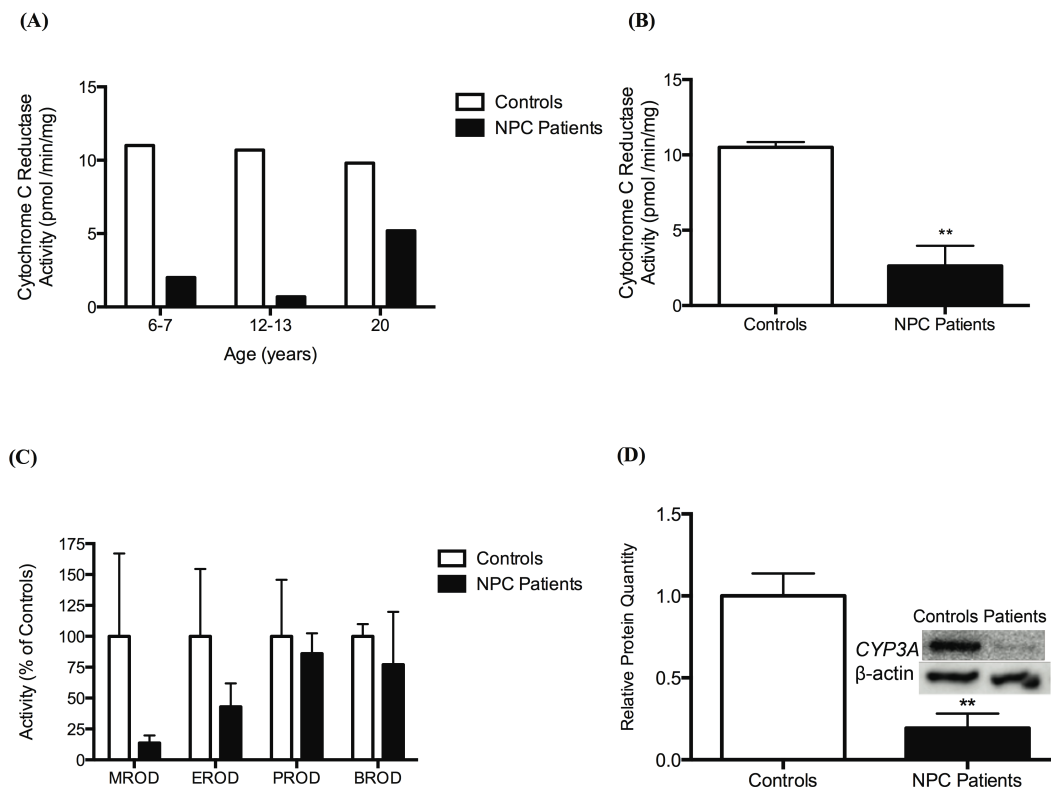 (A)
15
10
5
0
Cytochrome C Reductase
Activity (pmol /min/mg)
6-7
12-13
20
Age (years)
Controls
NPC Patients
(B)
15
10
5
0
Cytochrome C Reductase
Activity (pmol /min/mg)
**
Controls
NPC Patients
(C)
175
150
125
100
75
50
25
0
Activity (% of Controls)
MROD
EROD
PROD
BROD
Controls
NPC Patients
(D)
1.5
1.0
0.5
0.0
Relative Protein Quantity
Controls Patients
CYP3A
β-actin
**
Controls
NPC Patients